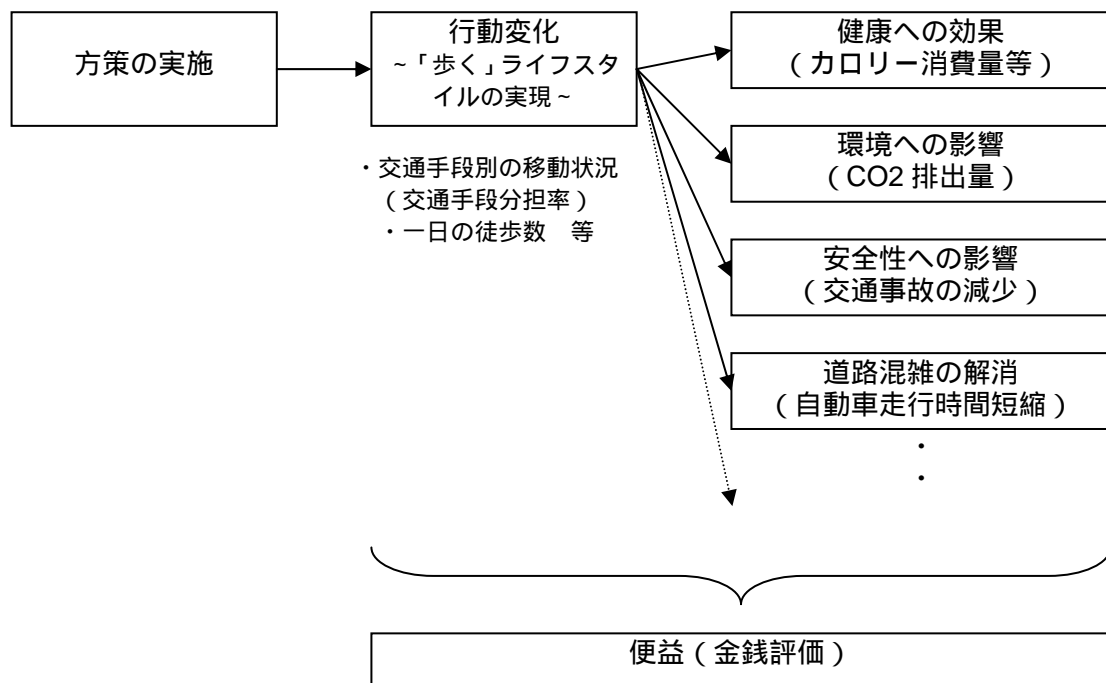 方策の実施
行動変化
~「歩く」ライフスタ
イルの実現~
・交通手段別の移動状況
（交通手段分担率）
・一日の徒歩数　等
健康への効果
（カロリー消費量等）
環境への影響
（CO2 排出量）
安全性への影響
（交通事故の減少）
道路混雑の解消
（自動車走行時間短縮）
・
・
便益（金銭評価）